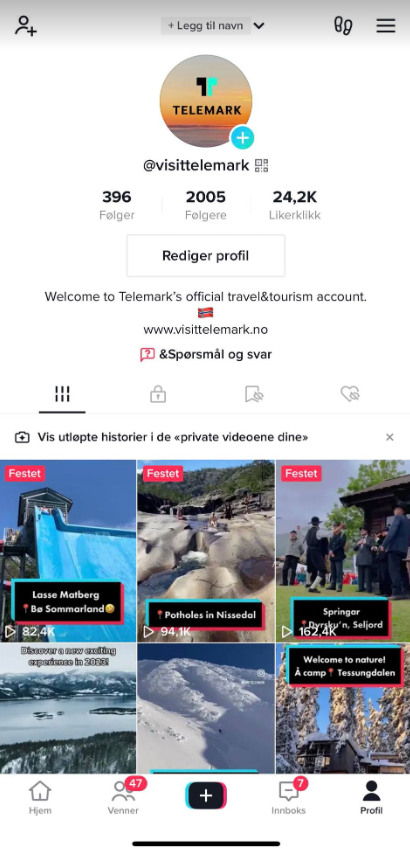 + Legg til navn
TELEMARK
@visittelemark
396 2005 24,2K
Følger Følgere Likerklikk
Rediger profil
Welcome to Telemark's official travel&tourism account.
🇳🇴
www.visittelemark.no
&Spørsmål og svar
Vis utløpte historier i de «private videoene dine»
Festet
Lasse Matberg
📍Bø Sommarland🤣
82,4K
Festet
📍Potholes in Nissedal
94,1K
Festet
Springar
📍Dyrsku'n, Seljord
162,4K
Discover a new exciting
experience in 2023!
Welcome to nature!
Å camp📍Tessungdalen
47
7
Hjem Venner Innboks Profil